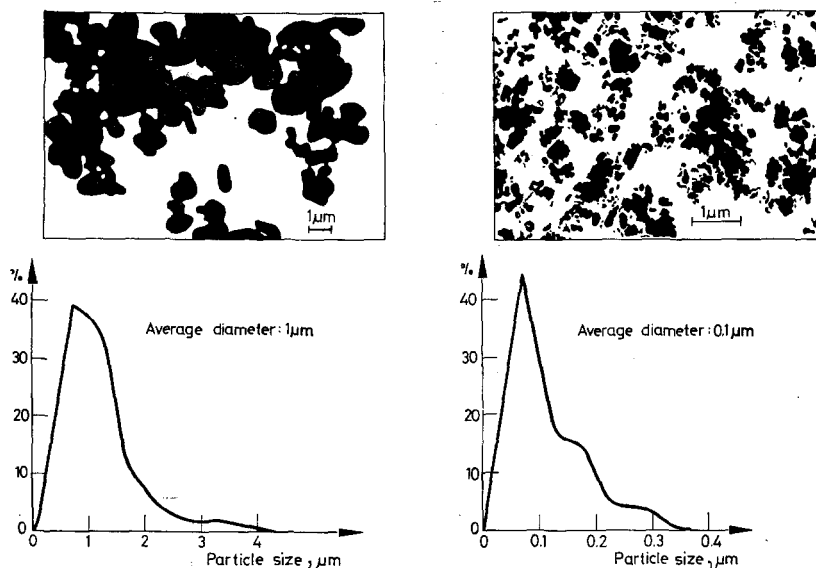 1μm
1μm
%
40
30
20
10
0
Average diameter: 1μm
0 1 2 3 4
Particle size, μm
%
40
30
20
10
0
Average diameter: 0.1μm
0 0.1 0.2 0.3 0.4
Particle size, μm